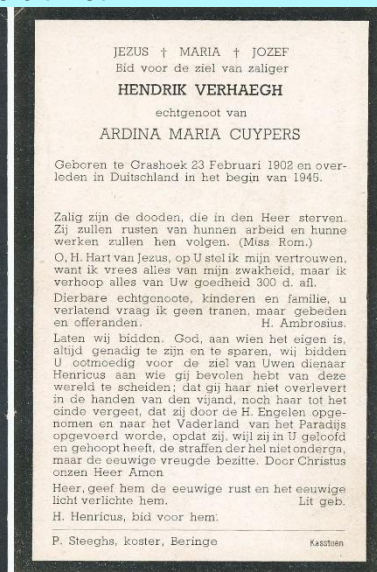 JEZUS † MARIA † JOZEF
Bid voor de ziel van zaliger
HENDRIK VERHAEGH
echtgenoot van
ARDINA MARIA CUYPERS
Geboren te Grashoek 23 Februari 1902 en over-
leden in Duitschland in het begin van 1945.
Zalig zijn de dooden, die in den Heer sterven.
Zij zullen rusten van hunnen arbeid en hunne
werken zullen hen volgen. (Miss Rom.)
O, H. Hart van Jezus, op U stel ik mijn vertrouwen,
want ik vrees alles van mijn zwakheid, maar ik
verhoop alles van Uw goedheid 300 d. afl.
Dierbare echtgenoote, kinderen en familie, u
verlatend vraag ik geen tranen, maar gebeden
en offeranden. H. Ambrosius.
Laten wij bidden. God, aan wien het eigen is,
altijd genadig te zijn en te sparen, wij bidden
U ootmoedig voor de ziel van Uwen dienaar
Henricus aan wie gij bevolen hebt van deze
wereld te scheiden; dat gij haar niet overlevert
in de handen van den vijand, noch haar tot het
einde vergeet, dat zij door de H. Engelen opge-
nomen en naar het Vaderland van het Paradijs
opgevoerd worde, opdat zij, wijl zij in U geloofd
en gehoopt heeft, de straffen der hel niet onderga,
maar de eeuwige vreugde bezitte. Door Christus
onzen Heer Amen
Heer, geef hem de eeuwige rust en het eeuwige
licht verlichte hem. Lit geb.
H. Henricus, bid voor hem.
P. Steeghs, koster, Beringe Kassteen